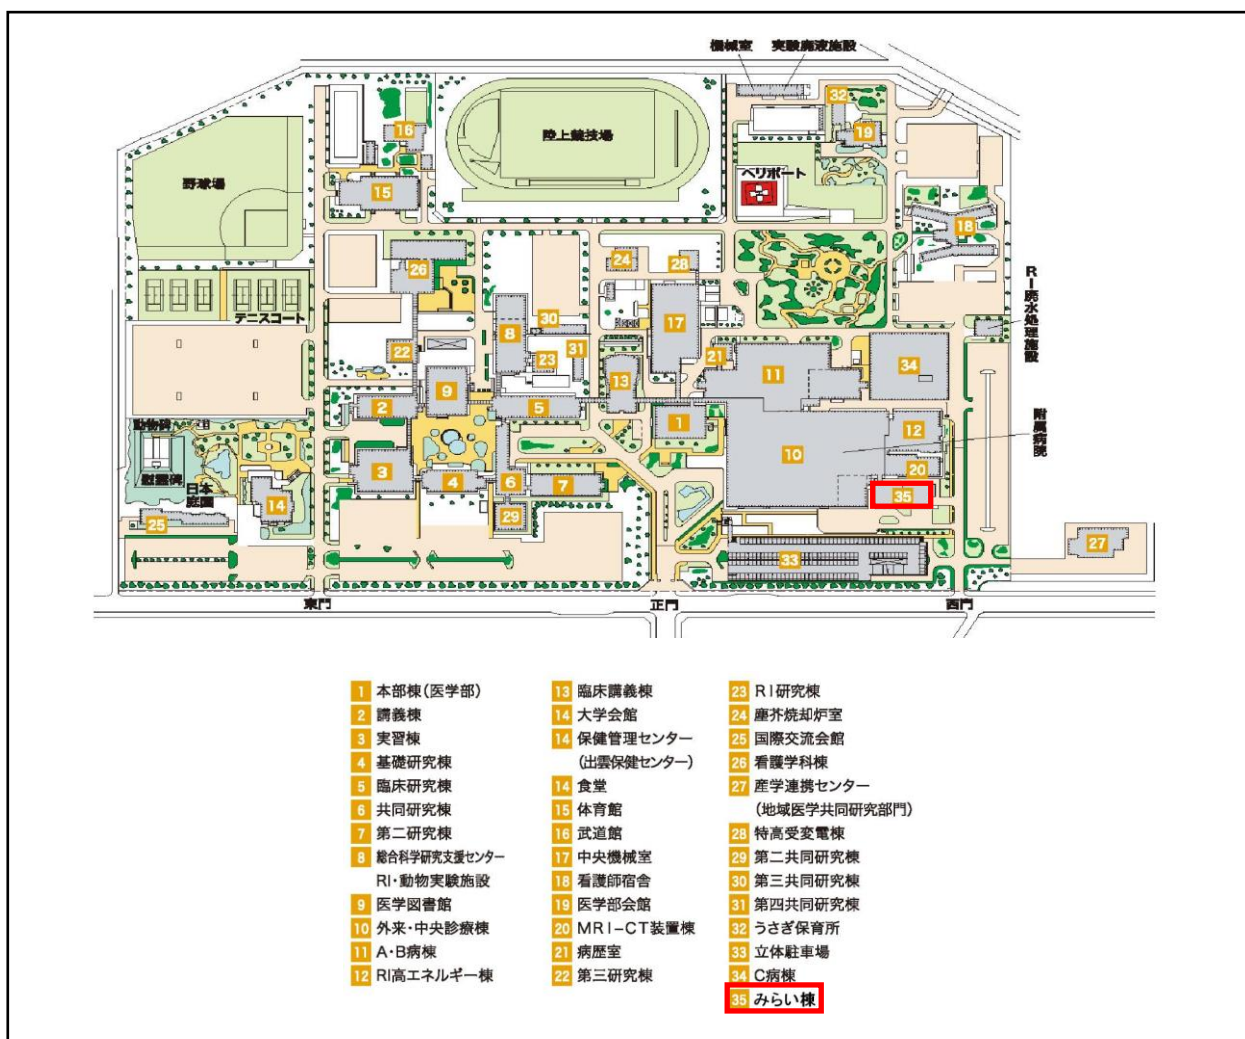 機械室 実験廃液施設
32
16
19
陸上競技場
野球場
15
ヘリポート
18
24
28
26
RI廃水処理施設
テニスコート
30
17
8
31
22
23
21
11
34
13
9
2
5
1
12
附属病院
動物碑
10
3
20
慰霊碑
4
6
7
日本庭園
14
35
25
29
27
33
東門
正門
西門
1 本部棟(医学部)
2 講義棟
3 実習棟
4 基礎研究棟
5 臨床研究棟
6 共同研究棟
7 第二研究棟
8 総合科学研究支援センター
RI・動物実験施設
9 医学図書館
10 外来・中央診療棟
11 A・B病棟
12 RI高エネルギー棟
13 臨床講義棟
14 大学会館
14 保健管理センター
(出雲保健センター)
14 食堂
15 体育館
16 武道館
17 中央機械室
18 看護師宿舎
19 医学部会館
20 MRI-CT装置棟
21 病歴室
22 第三研究棟
23 RI研究棟
24 塵芥焼却炉室
25 国際交流会館
26 看護学科棟
27 産学連携センター
(地域医学共同研究部門)
28 特高受変電棟
29 第二共同研究棟
30 第三共同研究棟
31 第四共同研究棟
32 うさぎ保育所
33 立体駐車場
34 C病棟
35 みらい棟